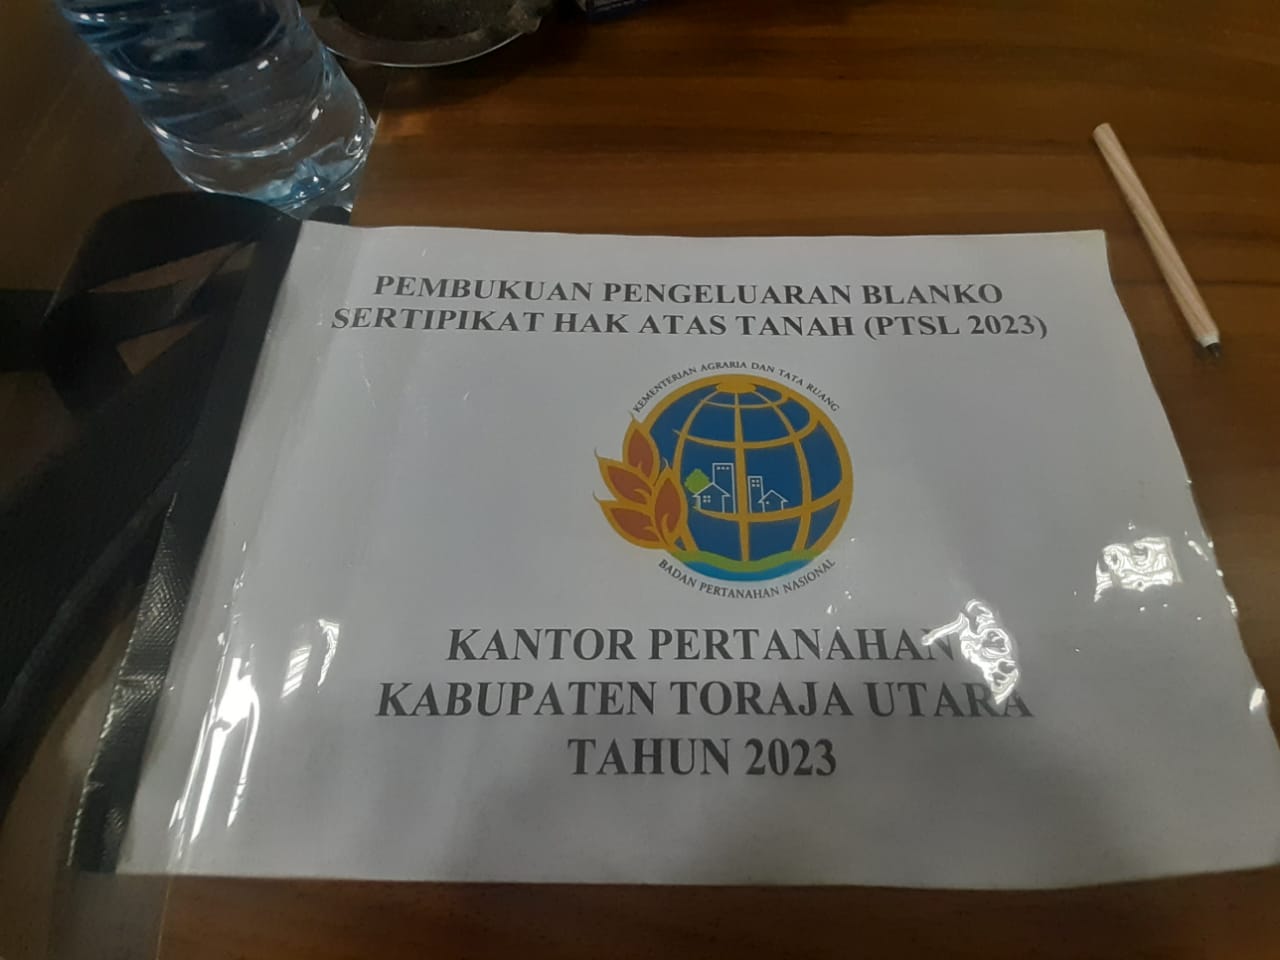 PEMBUKUAN PENGELUARAN BLANKO
SERTIPIKAT HAK ATAS TANAH (PTSL 2023)
KEMENTERIAN AGRARIA DAN TATA RUANG
BADAN PERTANAHAN NASIONAL
KANTOR PERTANAHAN
KABUPATEN TORAJA UTARA
TAHUN 2023